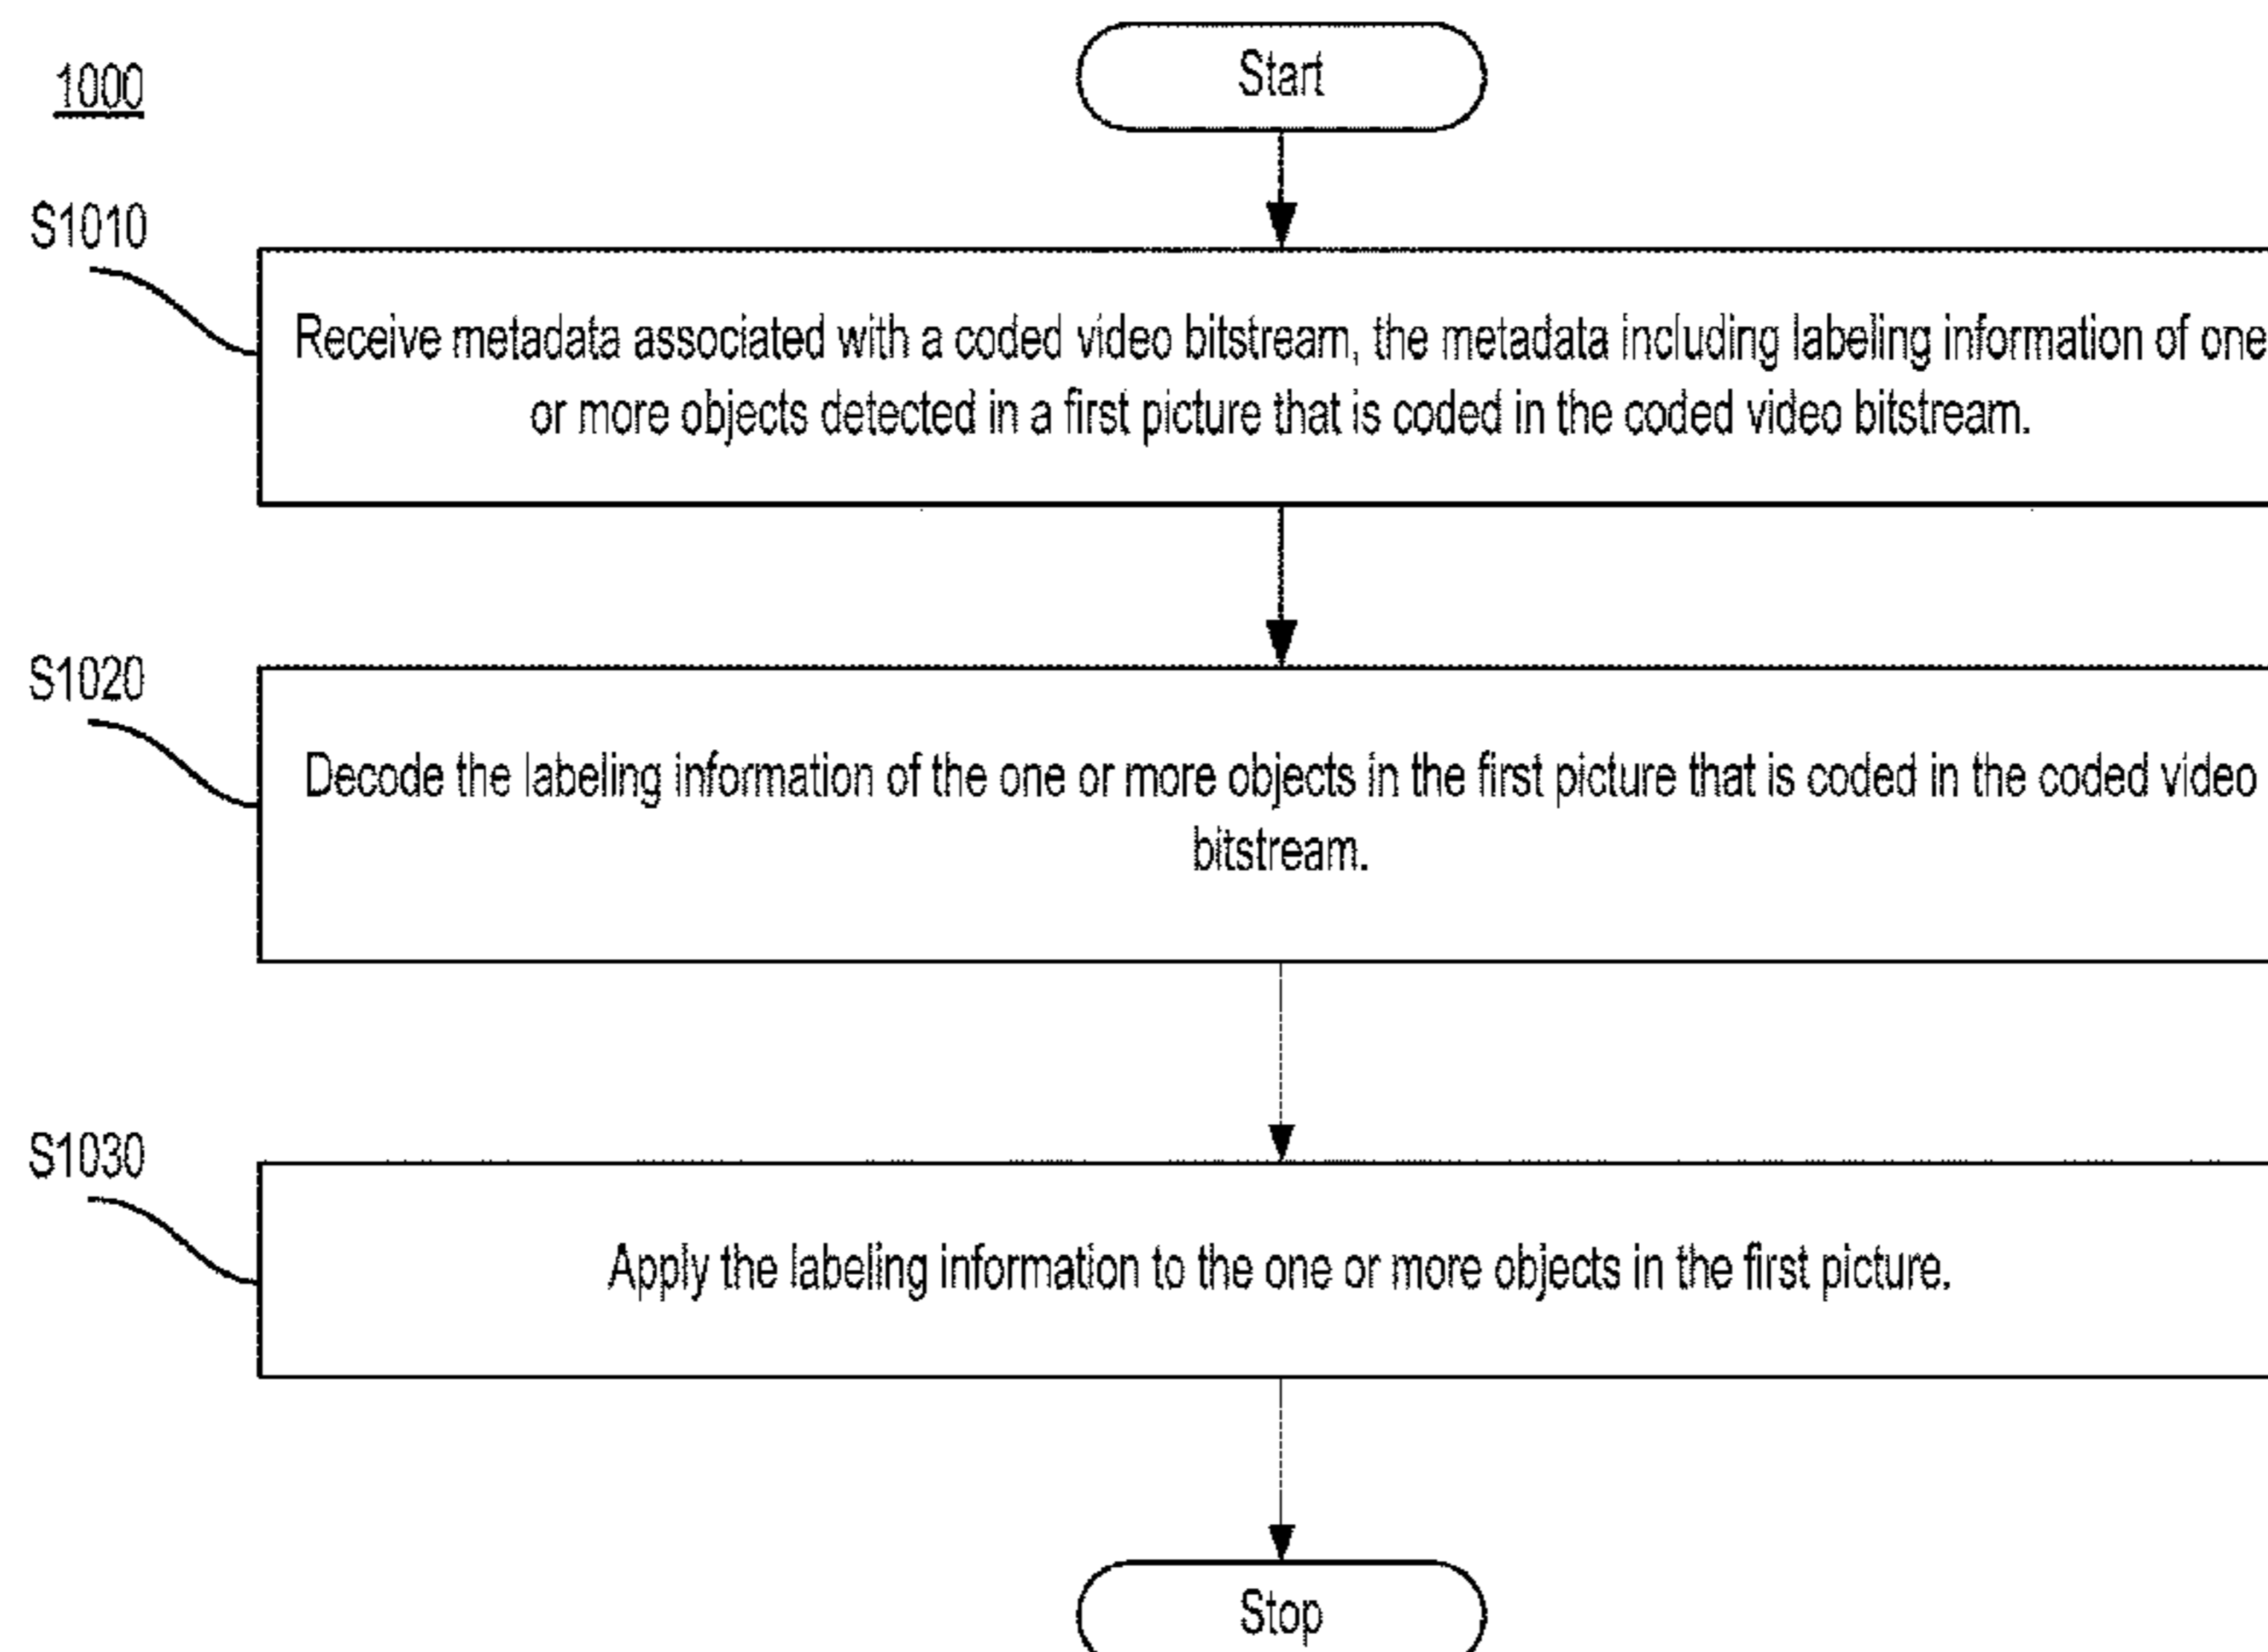 1000
Start
S1010
Receive metadata associated with a coded video bitstream, the metadata including labeling information of one
or more objects detected in a first picture that is coded in the coded video bitstream.
S1020
Decode the labeling information of the one or more objects in the first picture that is coded in the coded video
bitstream.
S1030
Apply the labeling information to the one or more objects in the first picture.
Stop